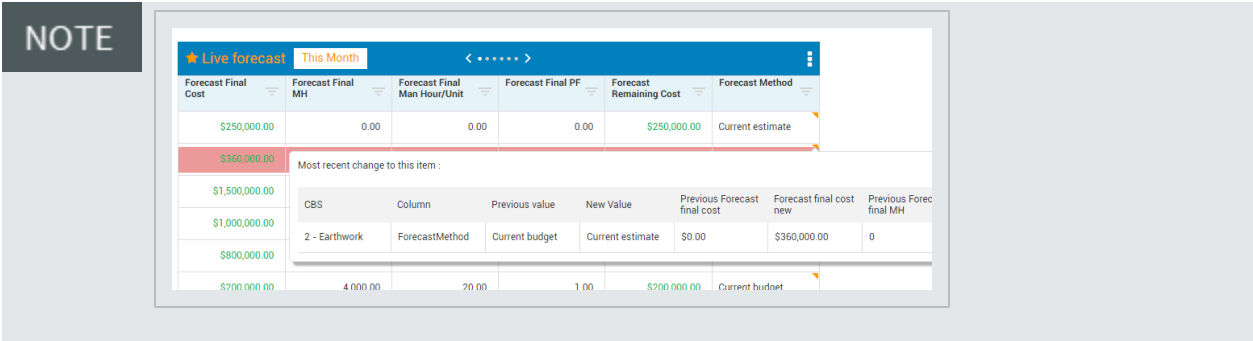 NOTE
Live forecast This Month
Forecast Final Cost Forecast Final MH Forecast Final Man Hour/Unit Forecast Final PF Forecast Remaining Cost Forecast Method
$250,000.00 0.00 0.00 0.00 $250,000.00 Current estimate
$360,000.00
Most recent change to this item :
$1,500,000.00
CBS Column Previous value New Value Previous Forecast final cost Forecast final cost new Previous Forec final MH
$1,000,000.00
2 - Earthwork ForecastMethod Current budget Current estimate $0.00 $360,000.00 0
$800,000.00
$200,000.00 4,000.00 20.00 1.00 $200,000.00 Current budget